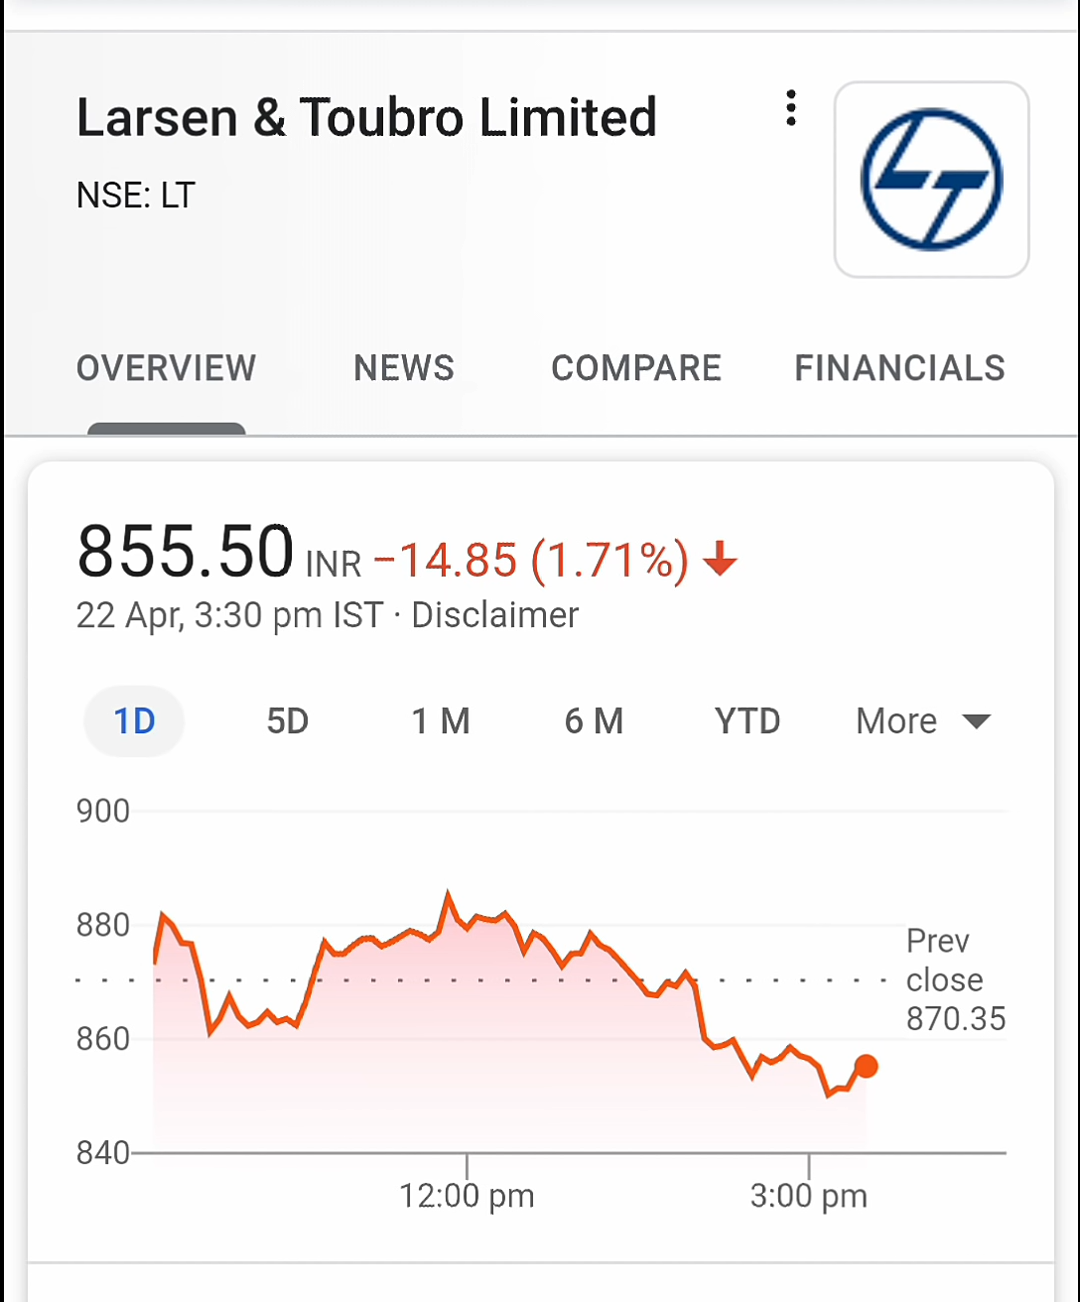 Larsen & Toubro Limited
NSE: LT
LT
OVERVIEW NEWS COMPARE FINANCIALS
855.50 INR −14.85 (1.71%)
22 Apr, 3:30 pm IST · Disclaimer
1D 5D 1 M 6 M YTD More
900
880
Prev
close
870.35
860
840
12:00 pm 3:00 pm